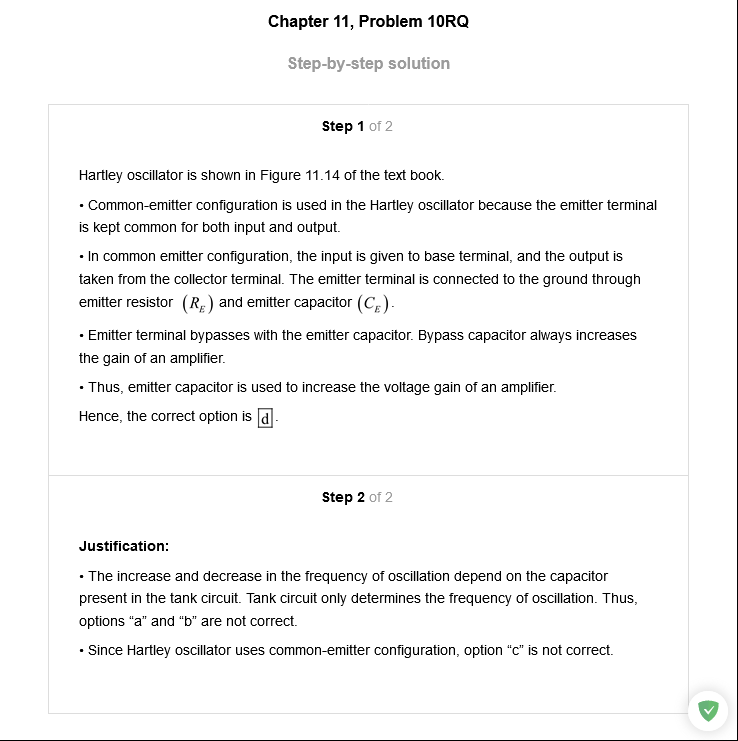 Chapter 11, Problem 10RQ
Step-by-step solution
Step 1 of 2
Hartley oscillator is shown in Figure 11.14 of the text book.
• Common-emitter configuration is used in the Hartley oscillator because the emitter terminal
is kept common for both input and output.
• In common emitter configuration, the input is given to base terminal, and the output is
taken from the collector terminal. The emitter terminal is connected to the ground through
emitter resistor (R_E) and emitter capacitor (C_E).
• Emitter terminal bypasses with the emitter capacitor. Bypass capacitor always increases
the gain of an amplifier.
• Thus, emitter capacitor is used to increase the voltage gain of an amplifier.
Hence, the correct option is d.
Step 2 of 2
Justification:
• The increase and decrease in the frequency of oscillation depend on the capacitor
present in the tank circuit. Tank circuit only determines the frequency of oscillation. Thus,
options “a” and “b” are not correct.
• Since Hartley oscillator uses common-emitter configuration, option “c” is not correct.